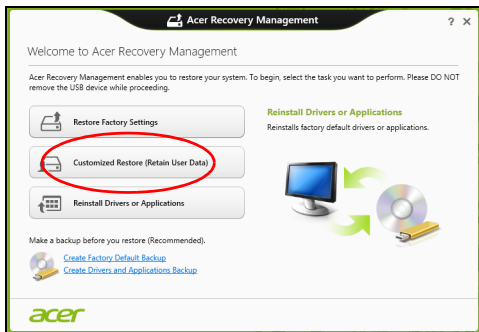 Acer Recovery Management
? X
Welcome to Acer Recovery Management
Acer Recovery Management enables you to restore your system. To begin, select the task you want to perform. Please DO NOT
remove the USB device while proceeding.
Restore Factory Settings
Customized Restore (Retain User Data)
Reinstall Drivers or Applications
Reinstall Drivers or Applications
Reinstalls factory default drivers or applications.
Make a backup before you restore (Recommended).
Create Factory Default Backup
Create Drivers and Applications Backup
acer